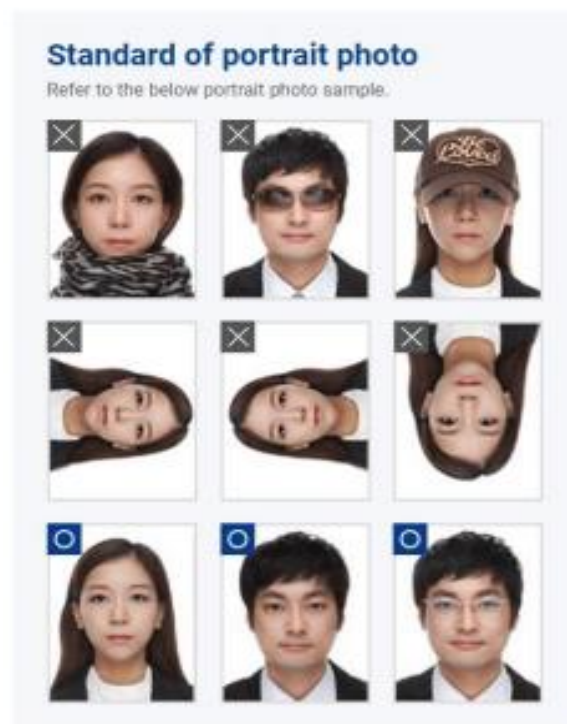 Standard of portrait photo
Refer to the below portrait photo sample.